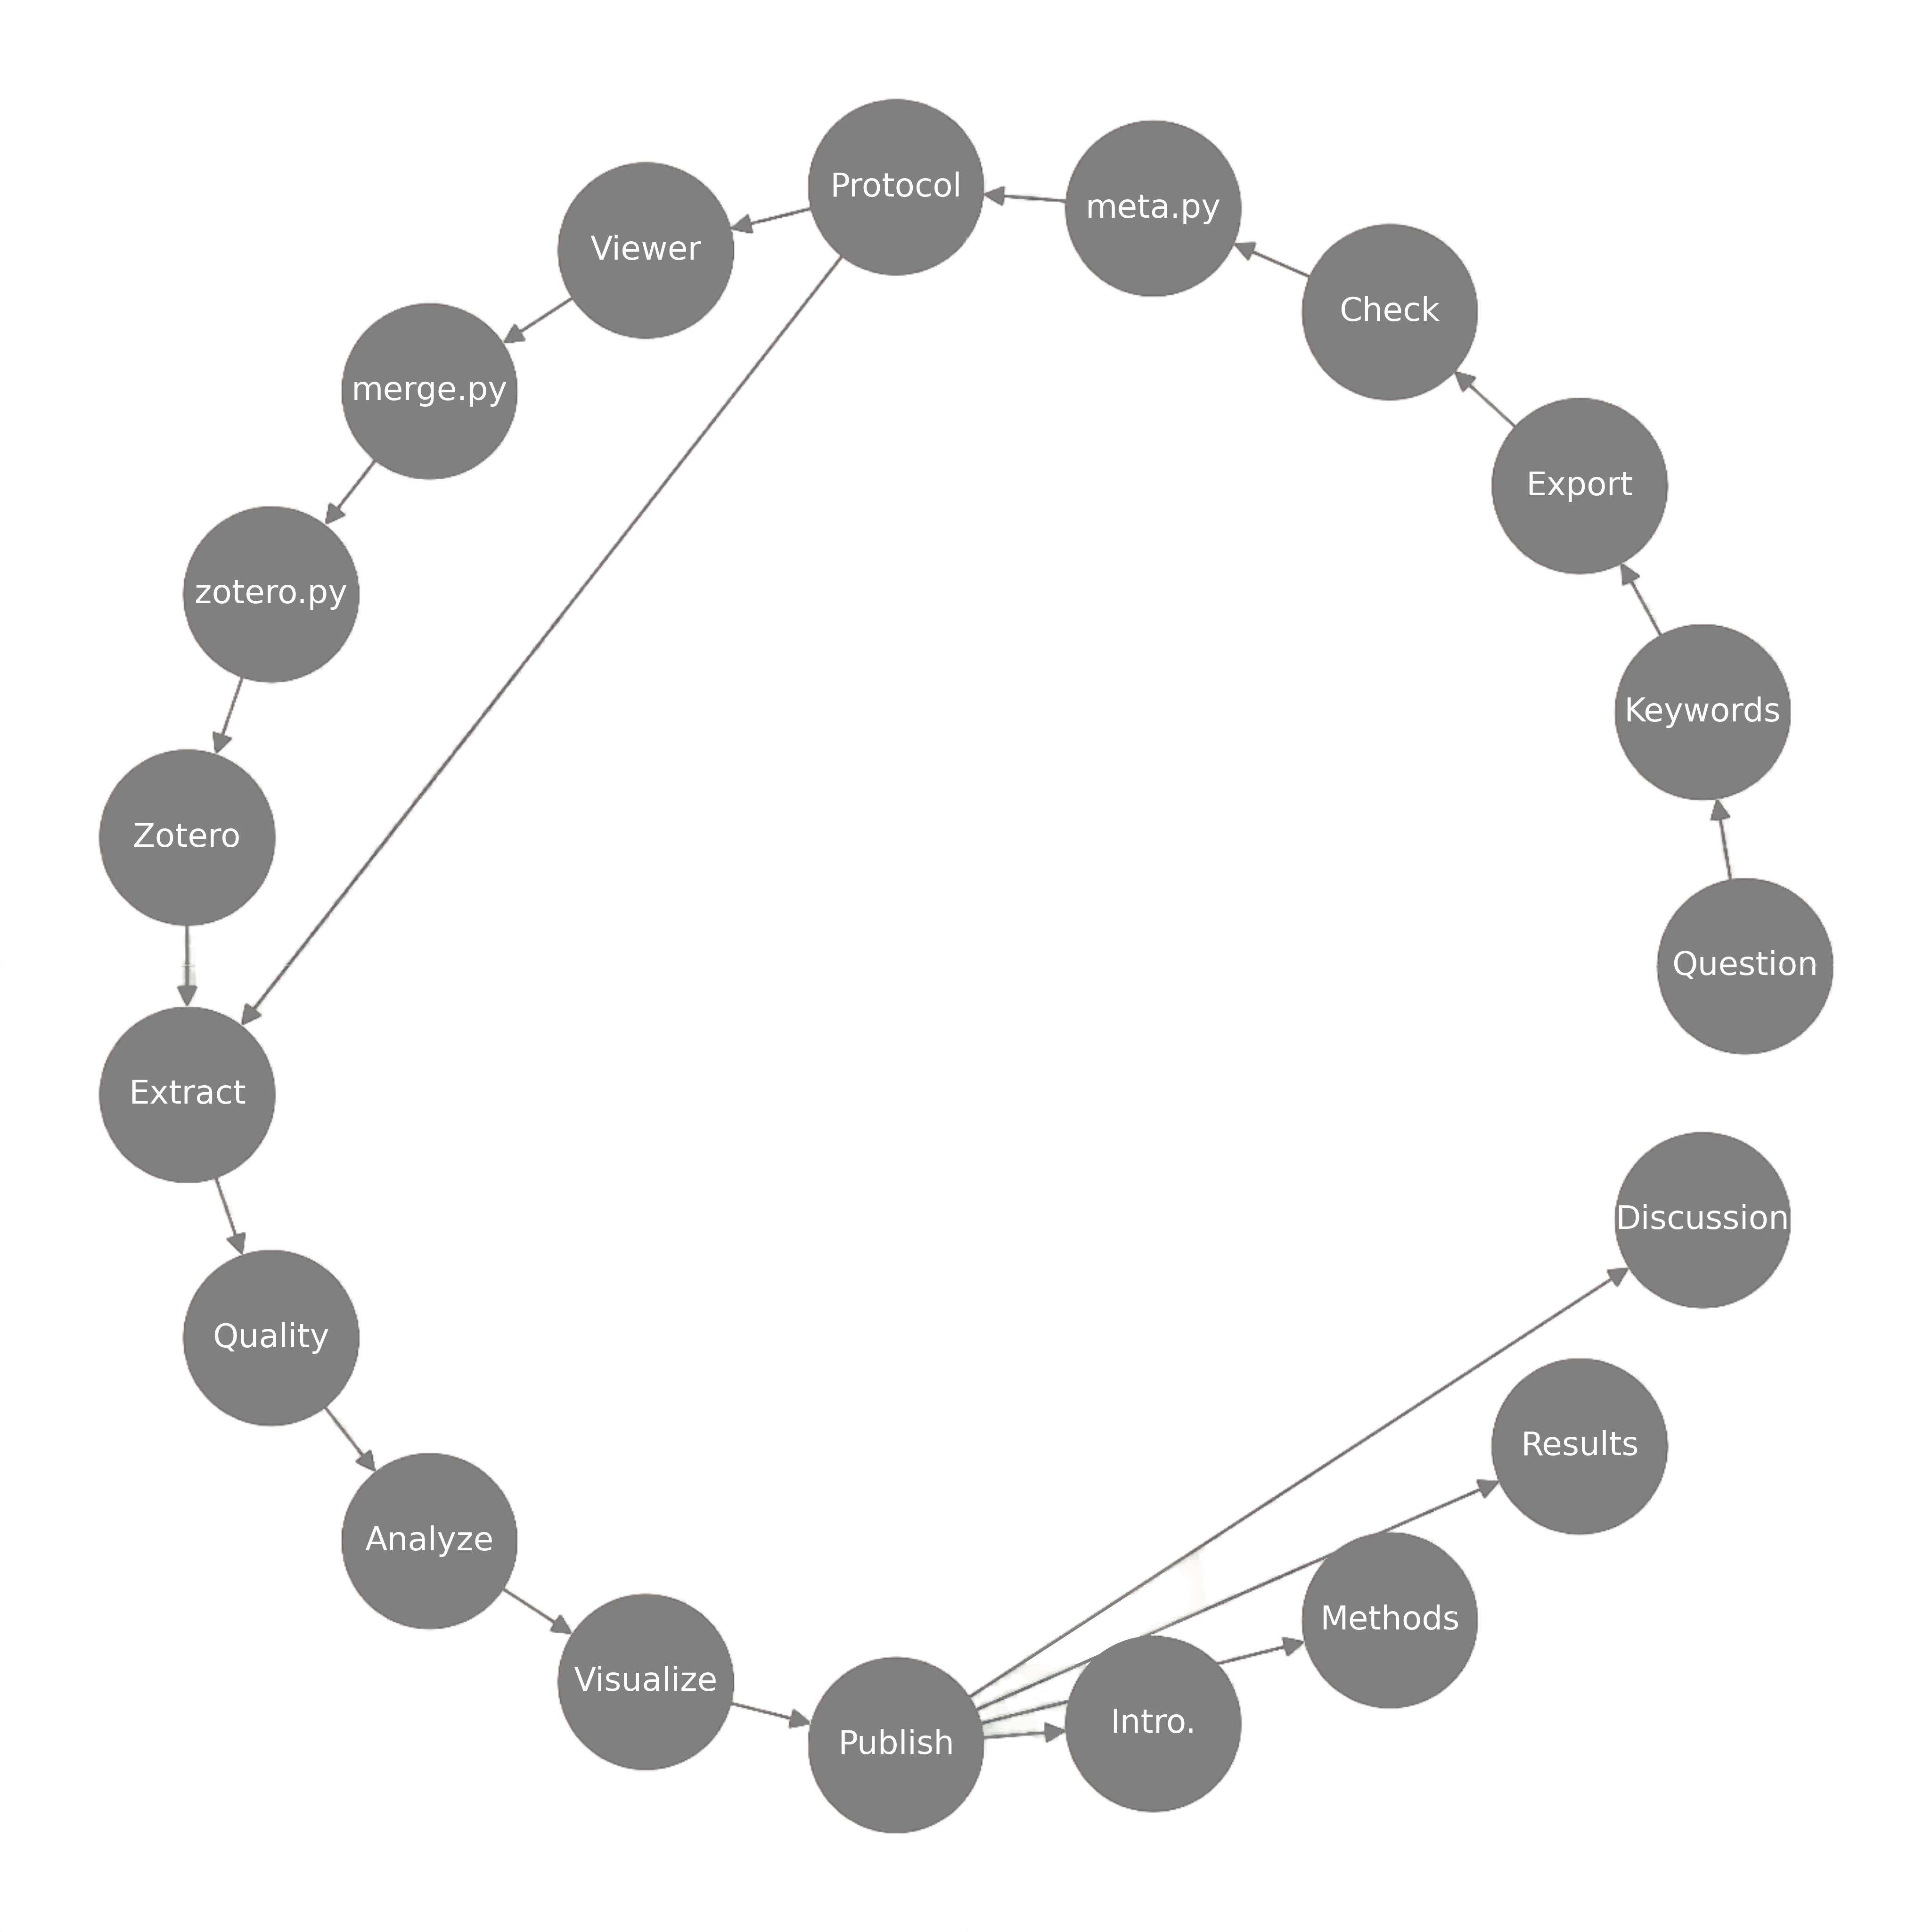 Protocol
meta.py
Viewer
Check
merge.py
Export
zotero.py
Keywords
Zotero
Question
Extract
Discussion
Quality
Results
Analyze
Methods
Visualize
Intro.
Publish